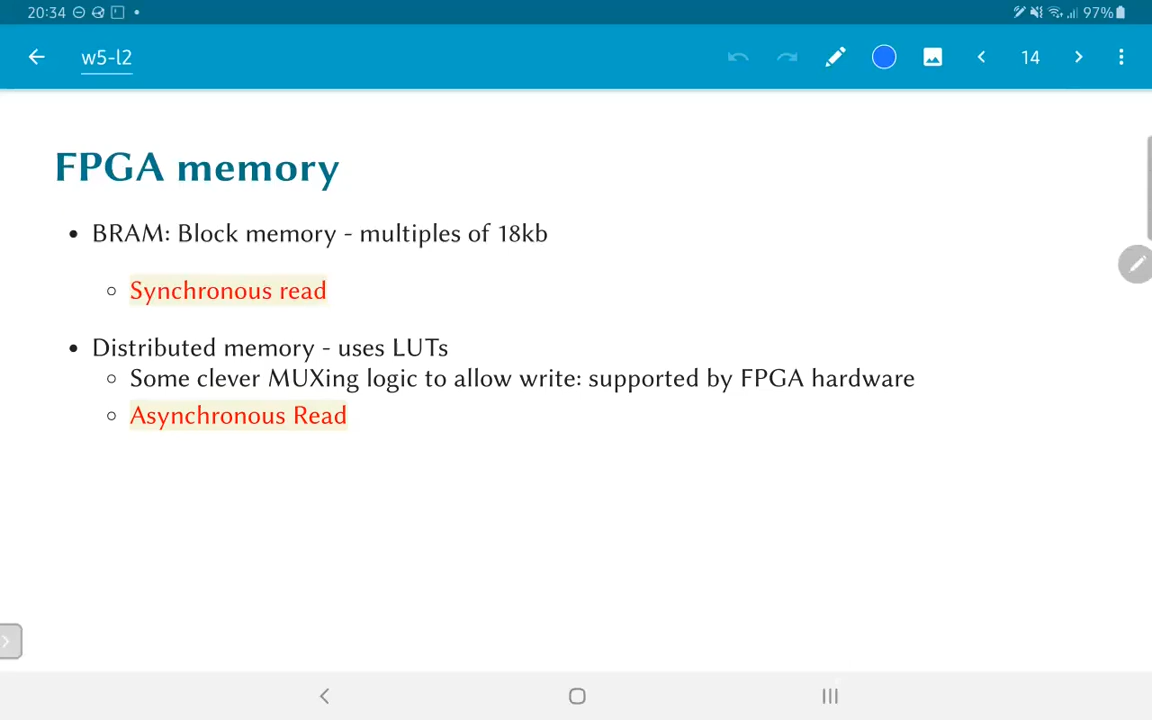 20:34
97%
w5-l2
14
FPGA memory
• BRAM: Block memory - multiples of 18kb
○ Synchronous read
• Distributed memory - uses LUTs
○ Some clever MUXing logic to allow write: supported by FPGA hardware
○ Asynchronous Read